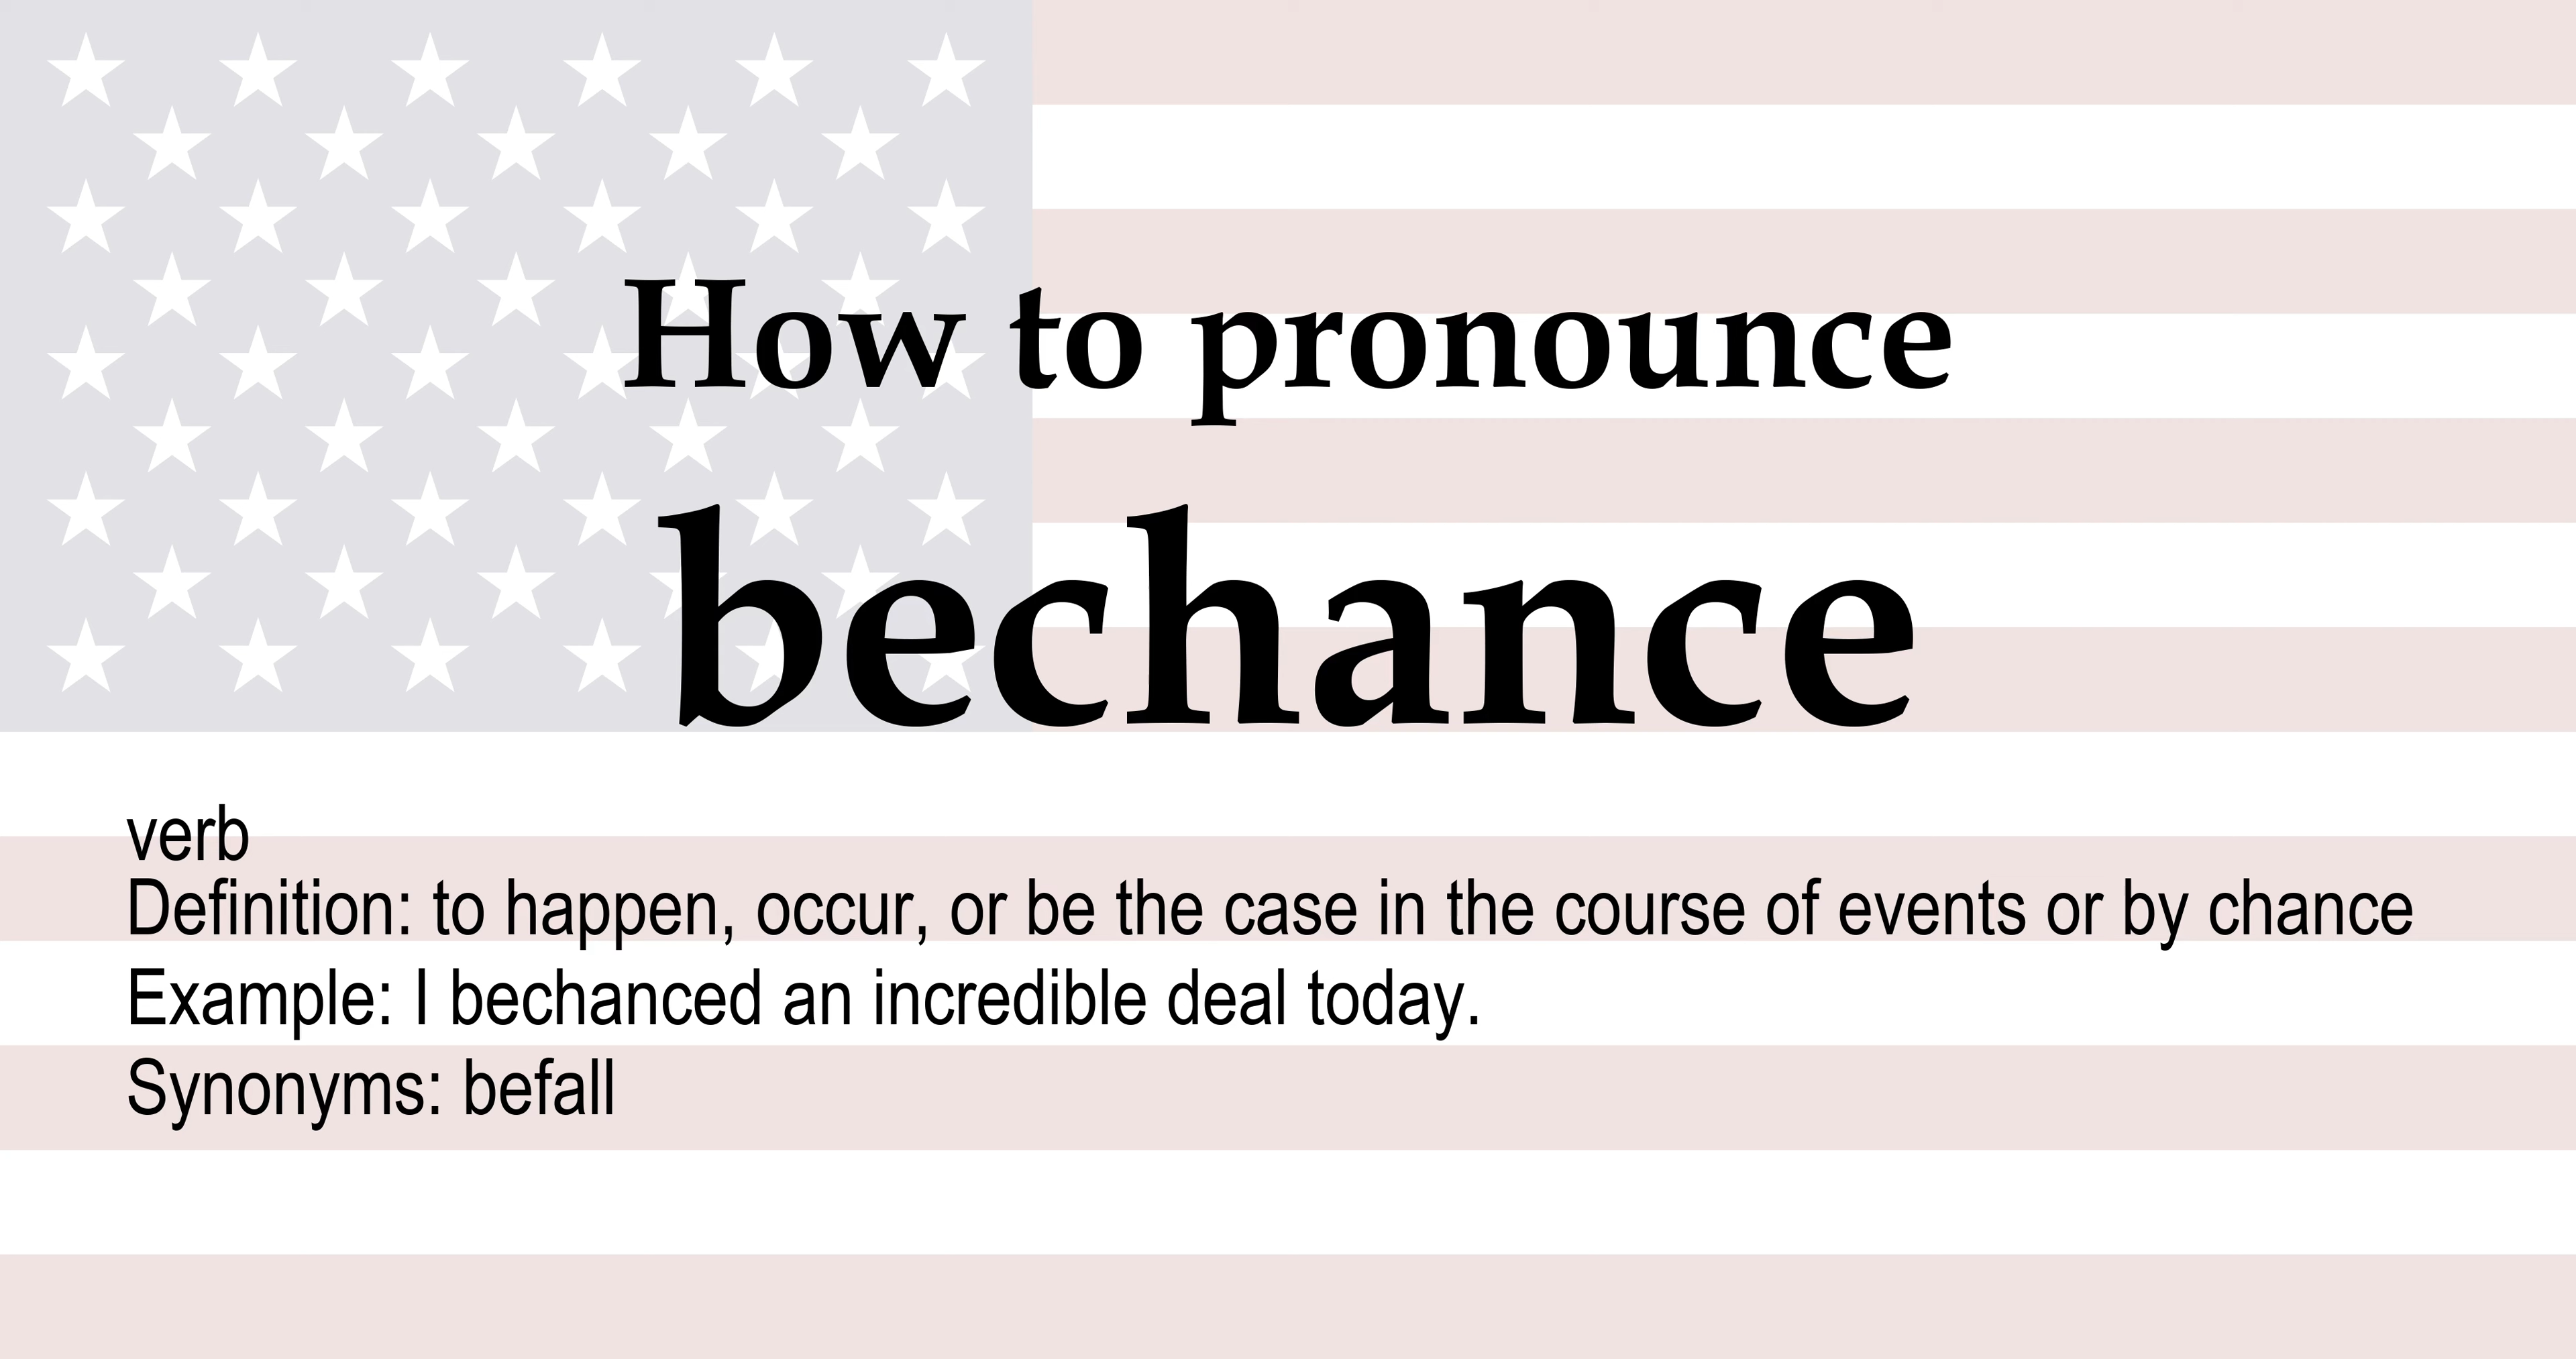 How to pronounce
bechance
verb
Definition: to happen, occur, or be the case in the course of events or by chance
Example: I bechanced an incredible deal today.
Synonyms: befall